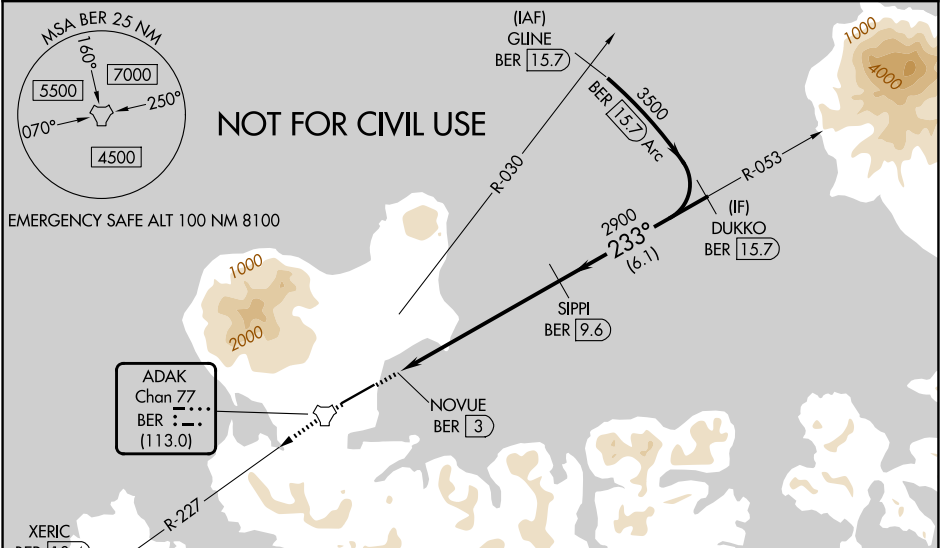 MSA BER 25 NM
160°
7000
5500
250°
070°
4500
EMERGENCY SAFE ALT 100 NM 8100
NOT FOR CIVIL USE
(IAF)
GLINE
BER 15.7
3500
BER 15.7 Arc
R-030
R-053
(IF)
DUKKO
BER 15.7
2900
233°
(6.1)
SIPPI
BER 9.6
NOVUE
BER 3
1000
4000
1000
2000
ADAK
Chan 77
BER
(113.0)
R-227
XERIC
BER